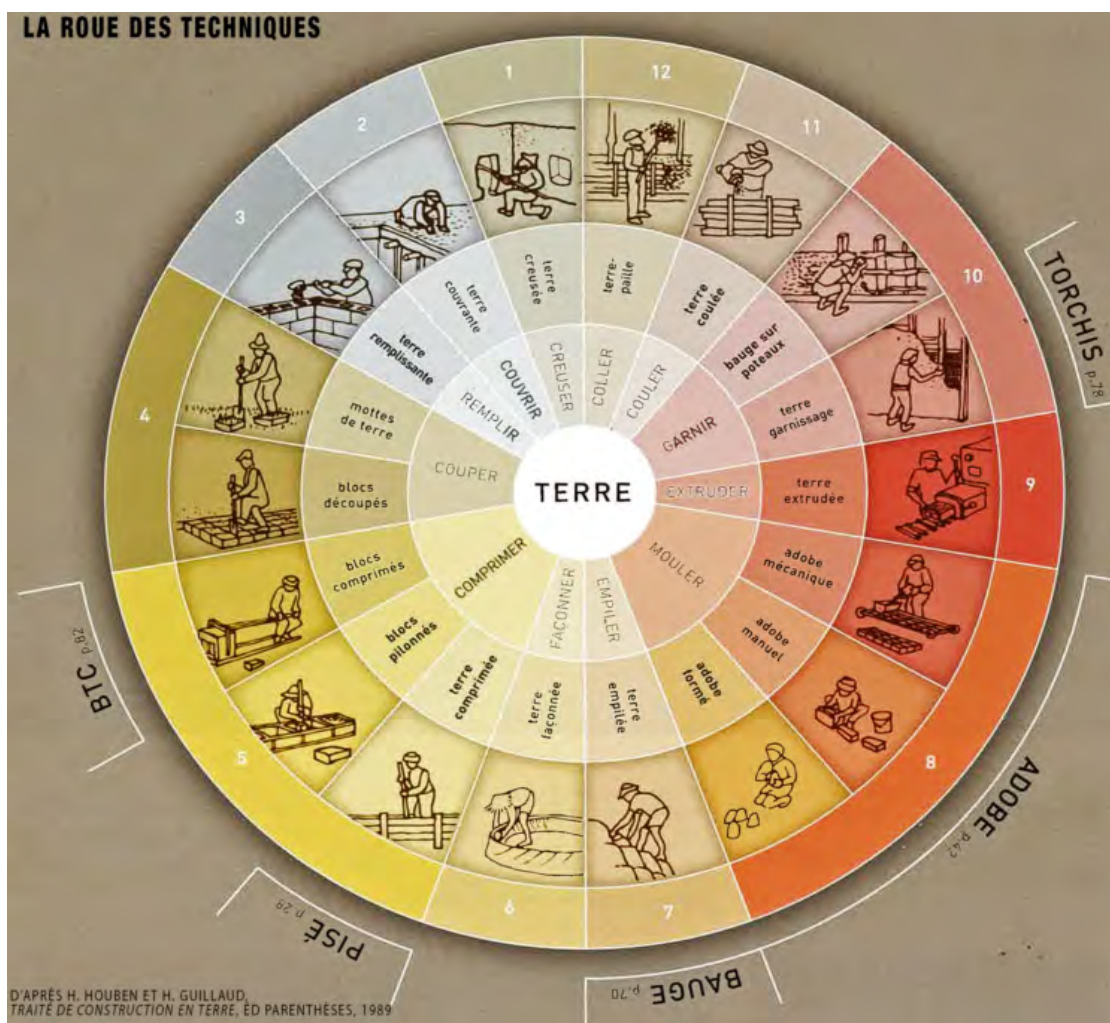 LA ROUE DES TECHNIQUES
1
12
11
10
9
8
7
6
5
4
3
2
terre
creusée
terre-
paille
terre
coulée
bauge sur
poteaux
terre
garnissage
terre
extrudée
adobe
mécanique
adobe
manuel
adobe
formé
terre
empilée
terre
laçonnée
terre
comprimée
blocs
pilonnés
blocs
comprimés
blocs
découpés
mottes
de terre
terre
remplissante
terre
couvrante
CREUSER
COLLER
COULER
GARNIR
EXTRUDER
MOULER
EMPILER
FAÇONNER
COMPRIMER
COUPER
REMPLIR
COUVRIR
TERRE
TORCHIS p.78
ADOBE p.42
BAUGE p.70
PISÉ
BTC p.82
D'APRÈS H. HOUBEN ET H. GUILLAUD,
TRAITÉ DE CONSTRUCTION EN TERRE, ÉD PARENTHÈSES, 1989